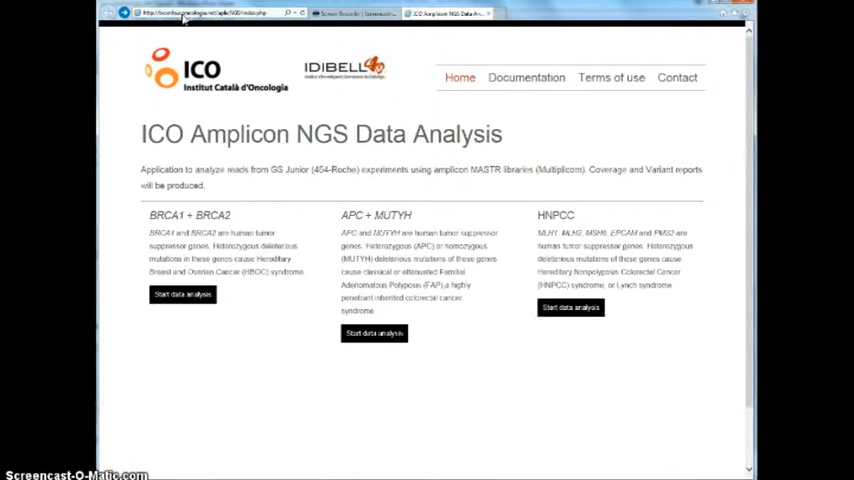 ICO Amplicon NGS Data An...
ICO
Institut Català d'Oncologia
IDIBELL
Home Documentation Terms of use Contact
ICO Amplicon NGS Data Analysis
Application to analyze reads from GS Junior (454-Roche) experiments using amplicon MASTR libraries (Multiplicom). Coverage and Variant reports
will be produced.
BRCA1 + BRCA2
BRCA1 and BRCA2 are human tumor
suppressor genes. Heterozygous deleterious
mutations in these genes cause Hereditary
Breed and Ovarian Cancer (HBOC) syndrome
Start data analysis
APC + MUTYH
APC and MUTYH are human tumor suppressor
genes. Heterozygous (APC) or homozygous
(MUTYH) deleterious mutations of these genes
cause classical or attenuated Familial
Adenomatous Polyposis (FAP),a highly
penetrant inherited colorectal cancer
syndrome
Start data analysis
HNPCC
MLH1, MLH2, MSH6, EPCAM and PMS2 are
human tumor suppressor genes. Heterozygous
deleterious mutations of these genes cause
Hereditary Nonpolyposis Colorectal Cancer
(HNPCC) syndrome, or Lynch syndrome
Start data analysis
Screencast-O-Matic.com